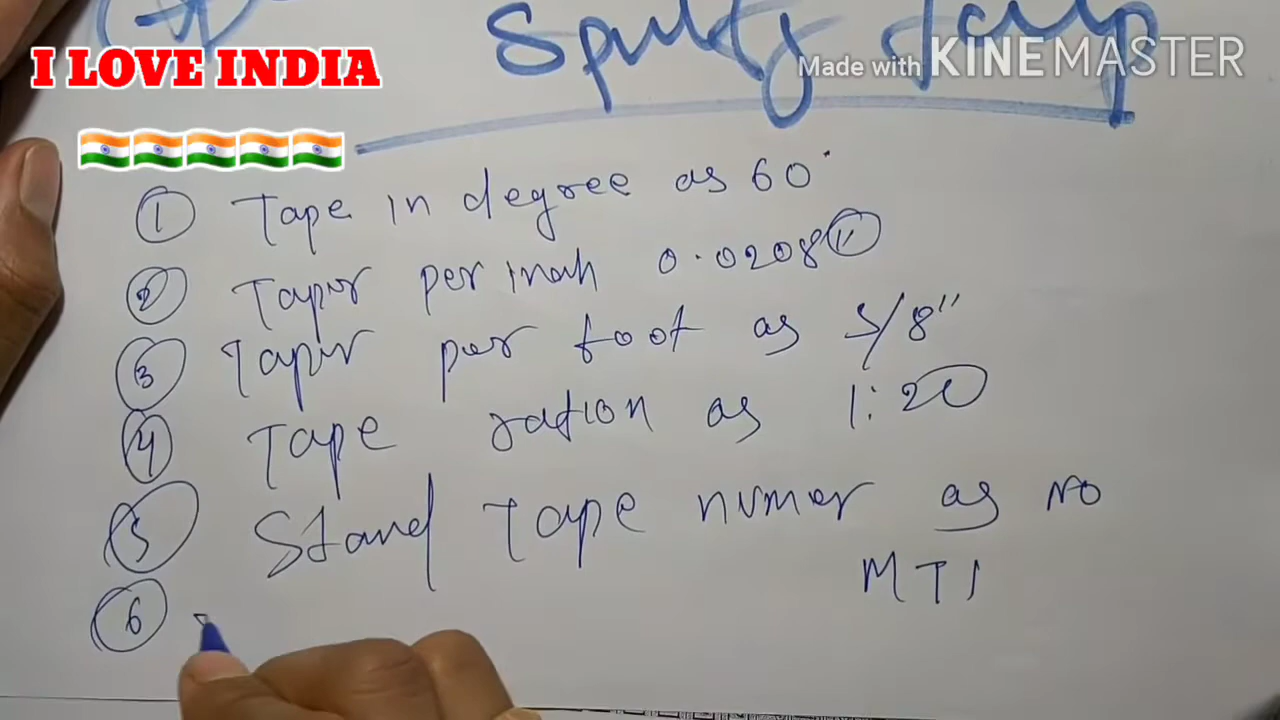 I LOVE INDIA
Made with KINEMASTER
① Tape in degree as 60°
② Taper per inch 0.0208"
③ Taper per foot as 5/8"
④ Tape ration as 1:20
⑤ Stand Tape numer as no
MT1
⑥